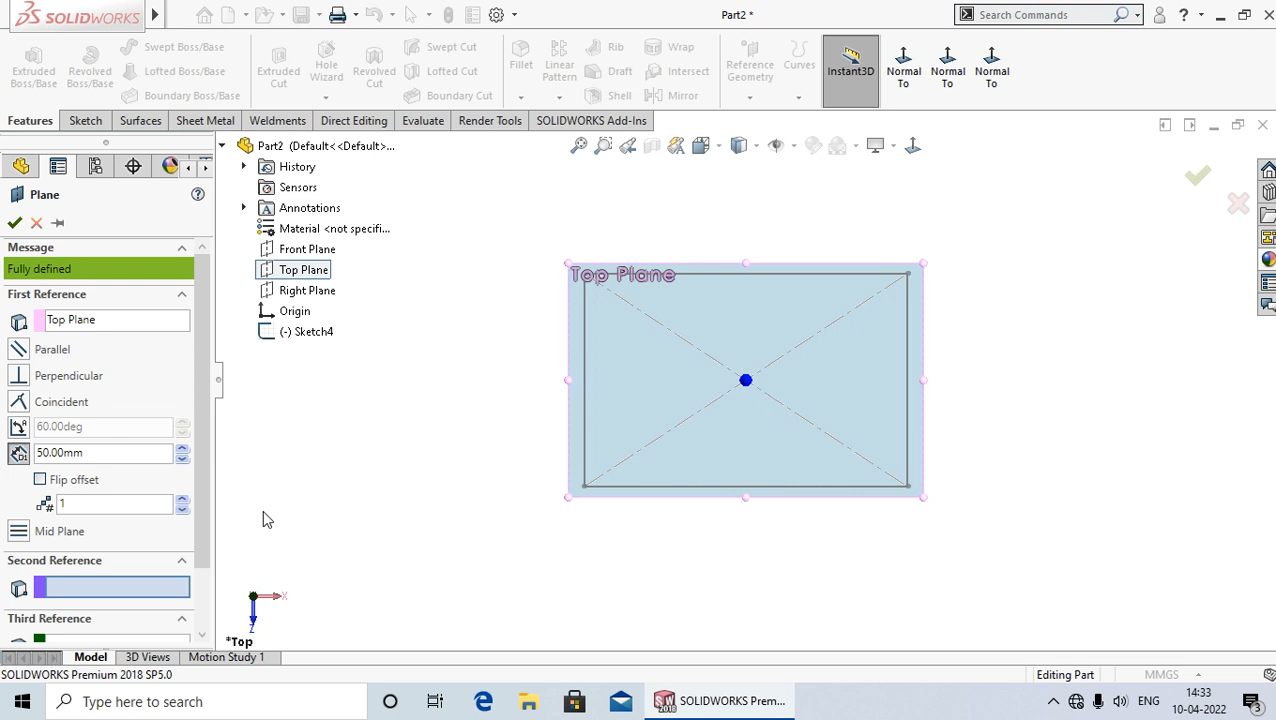 SOLIDWORKS
Part2 *
Search Commands
?
Extruded Boss/Base
Revolved Boss/Base
Swept Boss/Base
Lofted Boss/Base
Boundary Boss/Base
Extruded Cut
Hole Wizard
Revolved Cut
Swept Cut
Lofted Cut
Boundary Cut
Fillet
Linear Pattern
Rib
Draft
Shell
Wrap
Intersect
Mirror
Reference Geometry
Curves
Instant3D
Normal To
Normal To
Normal To
Features
Sketch
Surfaces
Sheet Metal
Weldments
Direct Editing
Evaluate
Render Tools
SOLIDWORKS Add-Ins
Plane
Message
Fully defined
First Reference
Top Plane
Parallel
Perpendicular
Coincident
60.00deg
50.00mm
Flip offset
1
Mid Plane
Second Reference
Third Reference
Part2 (Default<<Default>...
History
Sensors
Annotations
Material <not specifi...
Front Plane
Top Plane
Right Plane
Origin
(-) Sketch4
Top Plane
X
Z
*Top
Model
3D Views
Motion Study 1
SOLIDWORKS Premium 2018 SP5.0
Editing Part
MMGS
Type here to search
SOLIDWORKS Prem...
2018
ENG
14:33
10-04-2022
3